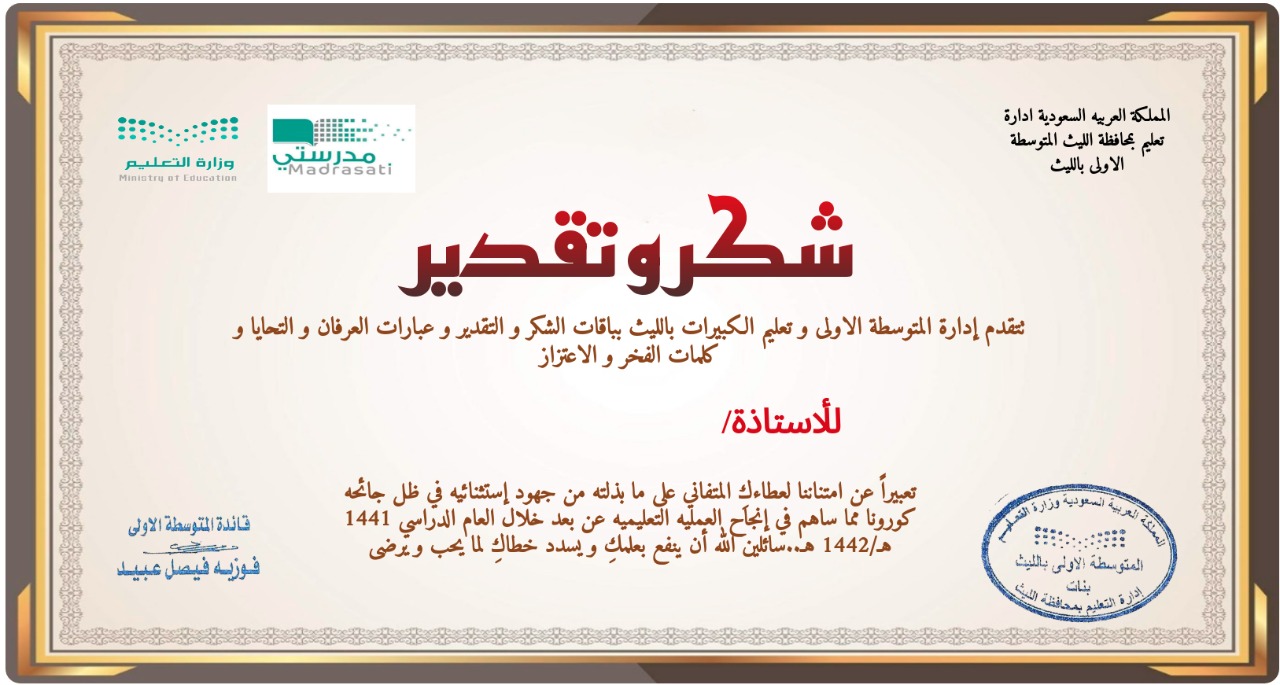 المملكة العربيه السعودية ادارة
تعليم بمحافظة الليث المتوسطة
الاولى بالليث
مدرستي
Madrasati
وزارة التعليم
Ministry of Education
شكر وتقدير
نتقدم إدارة المتوسطة الاولى و تعليم الكبيرات بالليث بباقات الشكر و التقدير و عبارات العرفان و التحايا و
كلمات الفخر و الاعتزاز
للأستاذة/
تعبيراً عن امتناننا لعطاءكِ المتفاني على ما بذلته من جهود إستثنائيه في ظل جائحه
كورونا مما ساهم في إنجاح العمليه التعليميه عن بعد خلال العام الدراسي 1441
هـ/1442 هـ..سائلين الله أن ينفع بعلمكِ ويسدد خطاكِ لما يحب ويرضى
المملكة العربية السعودية وزارة التعليم
المتوسطة الاولى بالليث
بنات
إدارة التعليم بمحافظة الليث
قائدة المتوسطة الاولى
فوزيه فيصل عبيد